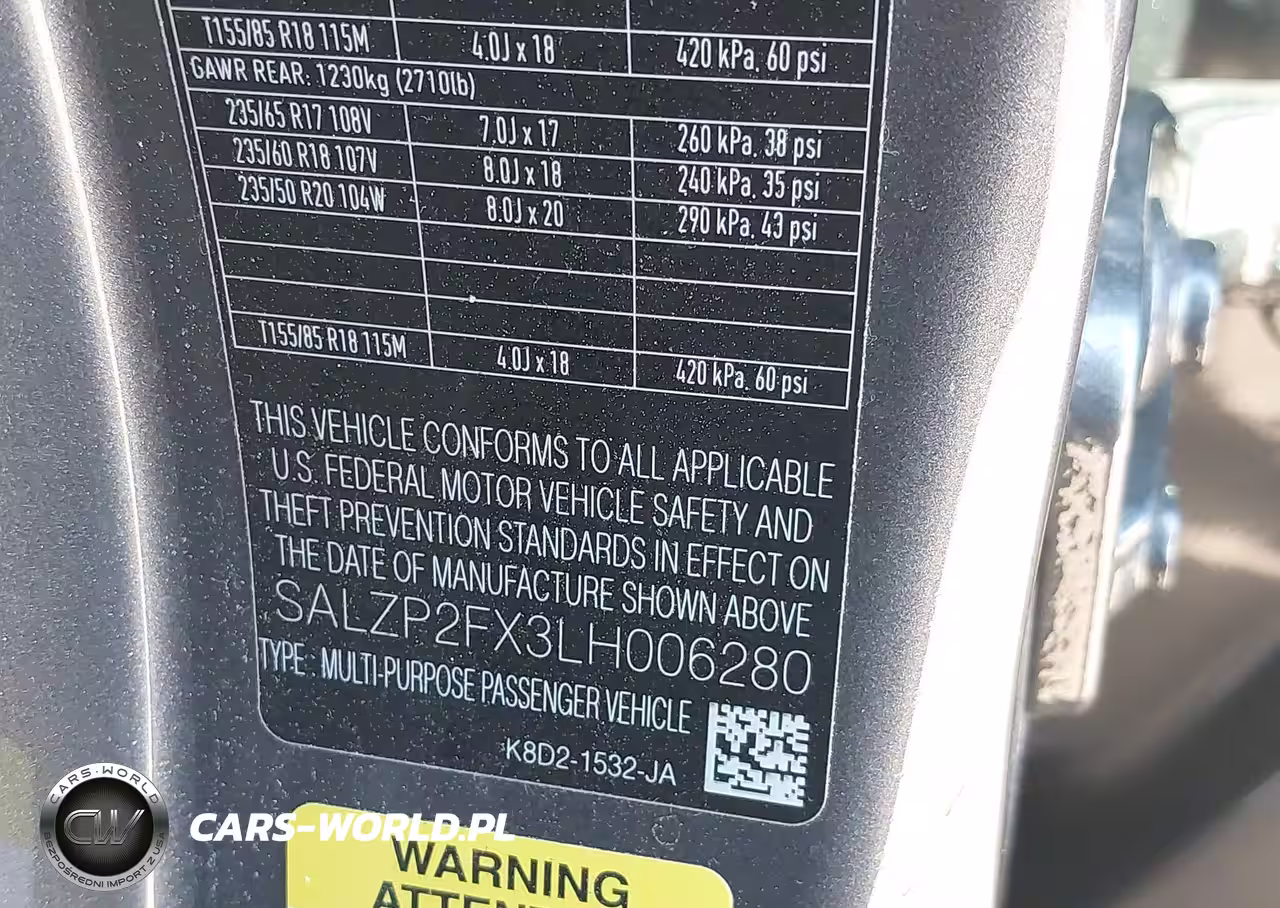 T155/85 R18 115M 4.0J x 18 420 kPa. 60 psi
GAWR REAR: 1230kg (2710lb)
235/65 R17 108V 7.0J x 17 260 kPa. 38 psi
235/60 R18 107V 8.0J x 18 240 kPa. 35 psi
235/50 R20 104W 8.0J x 20 290 kPa. 43 psi
T155/85 R18 115M 4.0J x 18 420 kPa. 60 psi
THIS VEHICLE CONFORMS TO ALL APPLICABLE
U.S. FEDERAL MOTOR VEHICLE SAFETY AND
THEFT PREVENTION STANDARDS IN EFFECT ON
THE DATE OF MANUFACTURE SHOWN ABOVE
SALZP2FX3LH006280
TYPE: MULTI-PURPOSE PASSENGER VEHICLE
K8D2-1532-JA
CARS-WORLD
CW
BEZPOŚREDNI IMPORT Z USA
CARS-WORLD.PL
WARNING